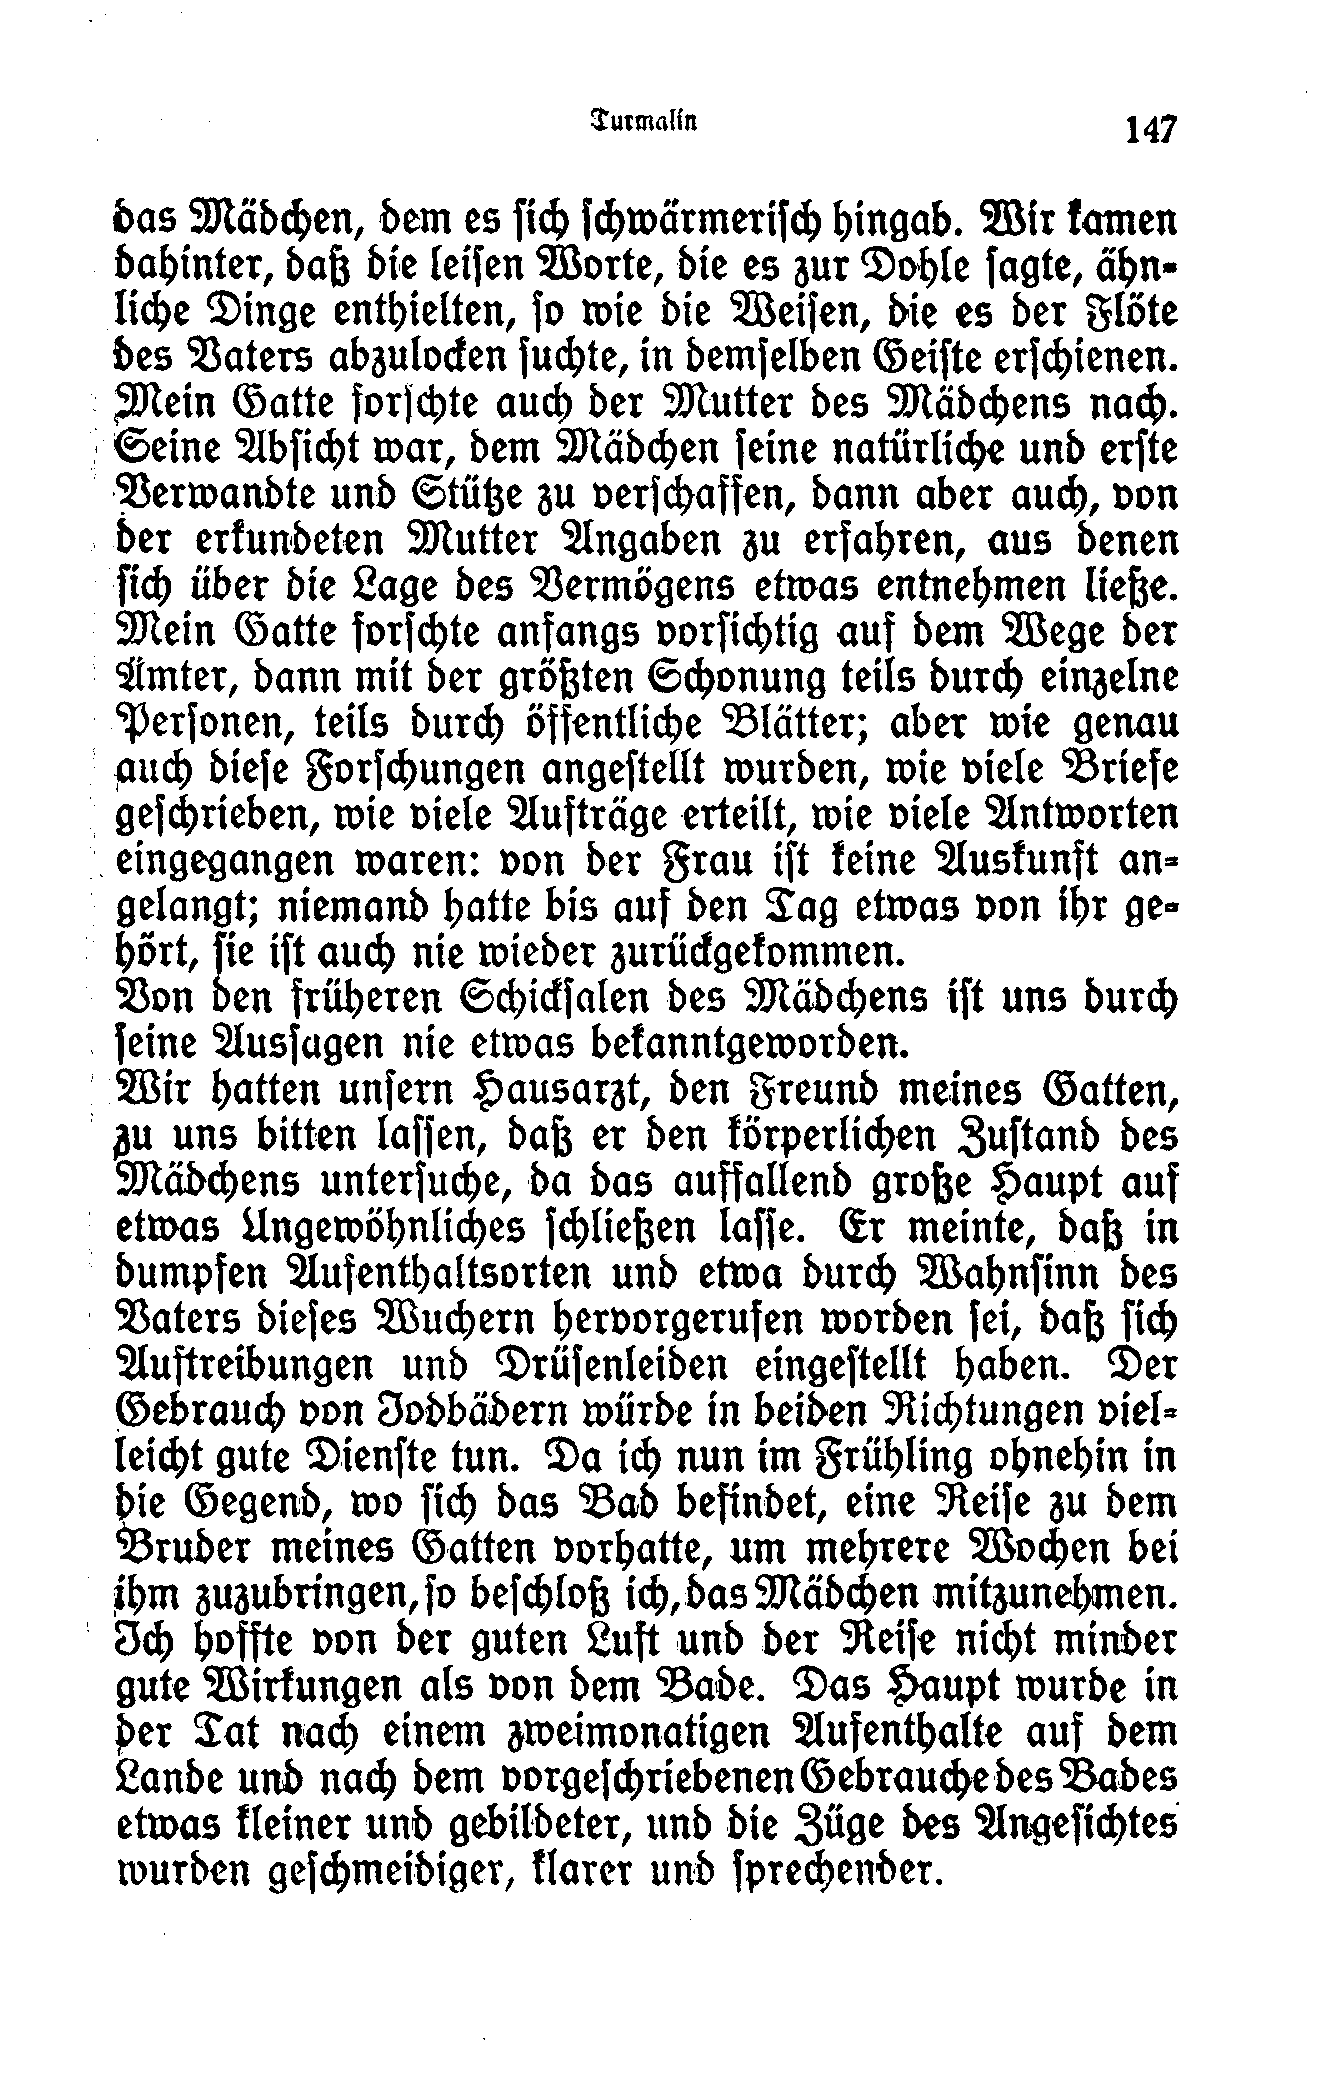 Turmalin 147
das Mädchen, dem es sich schwärmerisch hingab. Wir kamen
dahinter, daß die leisen Worte, die es zur Dohle sagte, ähn-
liche Dinge enthielten, so wie die Weisen, die es der Flöte
des Vaters abzulocken suchte, in demselben Geiste erschienen.
Mein Gatte forschte auch der Mutter des Mädchens nach.
Seine Absicht war, dem Mädchen seine natürliche und erste
Verwandte und Stütze zu verschaffen, dann aber auch, von
der erkundeten Mutter Angaben zu erfahren, aus denen
sich über die Lage des Vermögens etwas entnehmen ließe.
Mein Gatte forschte anfangs vorsichtig auf dem Wege der
Ämter, dann mit der größten Schonung teils durch einzelne
Personen, teils durch öffentliche Blätter; aber wie genau
auch diese Forschungen angestellt wurden, wie viele Briefe
geschrieben, wie viele Aufträge erteilt, wie viele Antworten
eingegangen waren: von der Frau ist keine Auskunft an-
gelangt; niemand hatte bis auf den Tag etwas von ihr ge-
hört, sie ist auch nie wieder zurückgekommen.
Von den früheren Schicksalen des Mädchens ist uns durch
seine Aussagen nie etwas bekanntgeworden.
Wir hatten unsern Hausarzt, den Freund meines Gatten,
zu uns bitten lassen, daß er den körperlichen Zustand des
Mädchens untersuche, da das auffallend große Haupt auf
etwas Ungewöhnliches schließen lasse. Er meinte, daß in
dumpfen Aufenthaltsorten und etwa durch Wahnsinn des
Vaters dieses Wuchern hervorgerufen worden sei, daß sich
Auftreibungen und Drüsenleiden eingestellt haben. Der
Gebrauch von Jodbädern würde in beiden Richtungen viel-
leicht gute Dienste tun. Da ich nun im Frühling ohnehin in
die Gegend, wo sich das Bad befindet, eine Reise zu dem
Bruder meines Gatten vorhatte, um mehrere Wochen bei
ihm zuzubringen, so beschloß ich, das Mädchen mitzunehmen.
Ich hoffte von der guten Luft und der Reise nicht minder
gute Wirkungen als von dem Bade. Das Haupt wurde in
der Tat nach einem zweimonatigen Aufenthalte auf dem
Lande und nach dem vorgeschriebenen Gebrauche des Bades
etwas kleiner und gebildeter, und die Züge des Angesichtes
wurden geschmeidiger, klarer und sprechender.